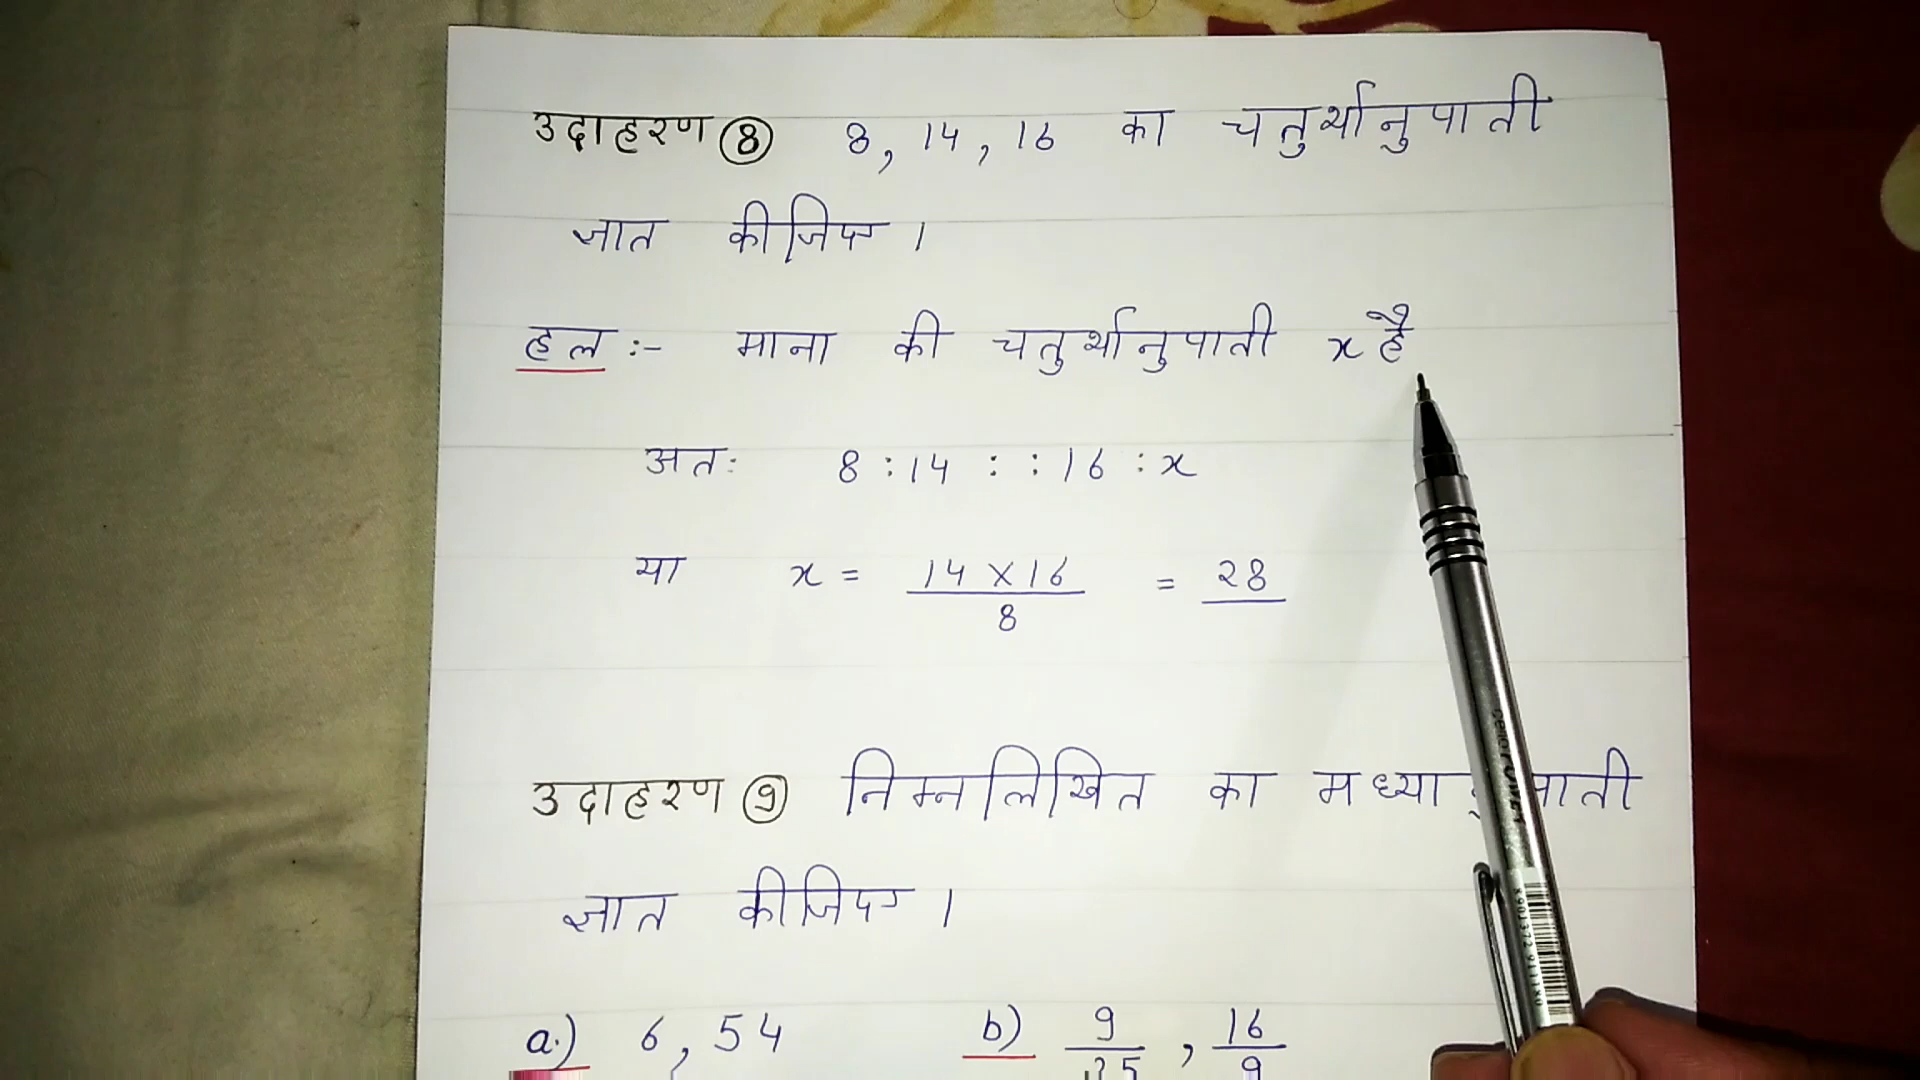 उदाहरण ⑧ 8, 14, 16 का चतुर्थानुपाती
ज्ञात कीजिए ।
हल :- माना की चतुर्थानुपाती x है
अतः 8 : 14 : : 16 : x
या x = 14 × 16 / 8 = 28
उदाहरण ⑨ निम्नलिखित का
ज्ञात कीजिए ।
a.) 6, 54 b) 9/25, 16/9